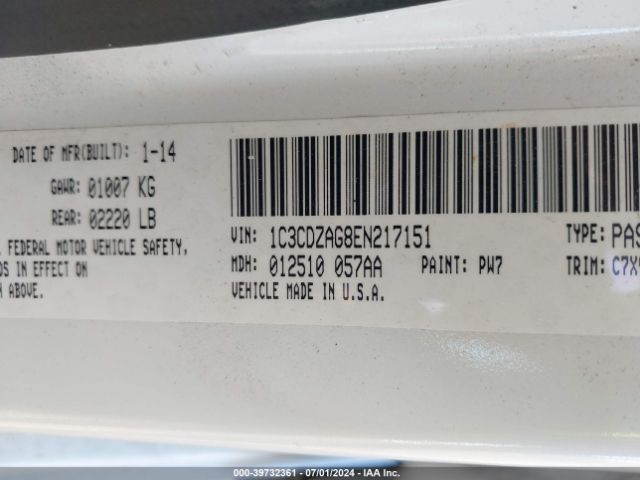 DATE OF MFR(BUILT): 1-14
GAWR: 01007 KG
REAR: 02220 LB
FEDERAL MOTOR VEHICLE SAFETY,
IN EFFECT ON
ABOVE.
VIN: 1C3CDZAG8EN217151
TYPE: PAS
MDH: 012510 057AA
PAINT: PW7
TRIM: C7X
VEHICLE MADE IN U.S.A.
000-39732361 - 07/01/2024 - IAA Inc.